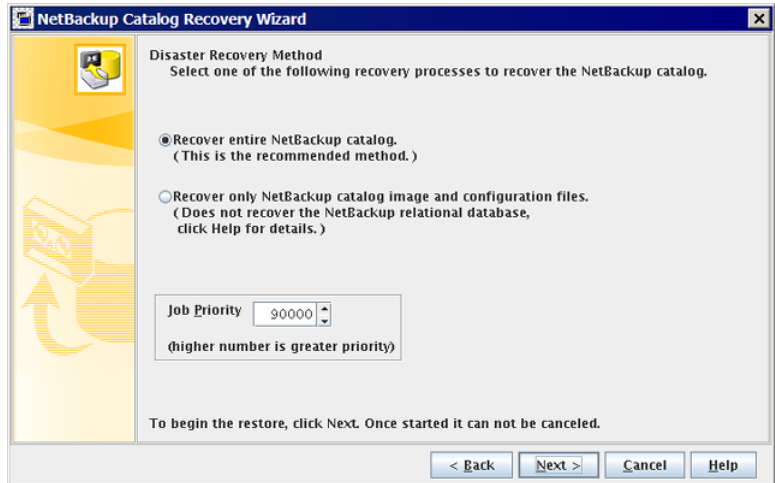 NetBackup Catalog Recovery Wizard
Disaster Recovery Method
Select one of the following recovery processes to recover the NetBackup catalog.
Recover entire NetBackup catalog.
(This is the recommended method.)
Recover only NetBackup catalog image and configuration files.
(Does not recover the NetBackup relational database,
click Help for details.)
Job Priority 90000
(higher number is greater priority)
To begin the restore, click Next. Once started it can not be canceled.
< Back Next > Cancel Help